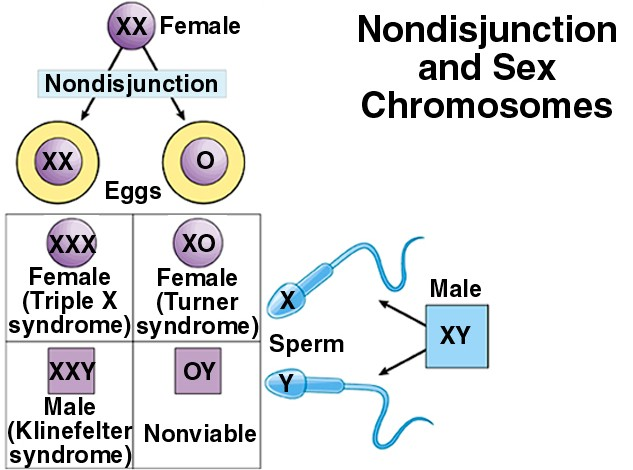 XX Female
Nondisjunction
and Sex
Chromosomes
Nondisjunction
XX
O
Eggs
XXX
Female
(Triple X
syndrome)
XO
Female
(Turner
syndrome)
X
Male
XY
Sperm
Y
XXY
Male
(Klinefelter
syndrome)
OY
Nonviable